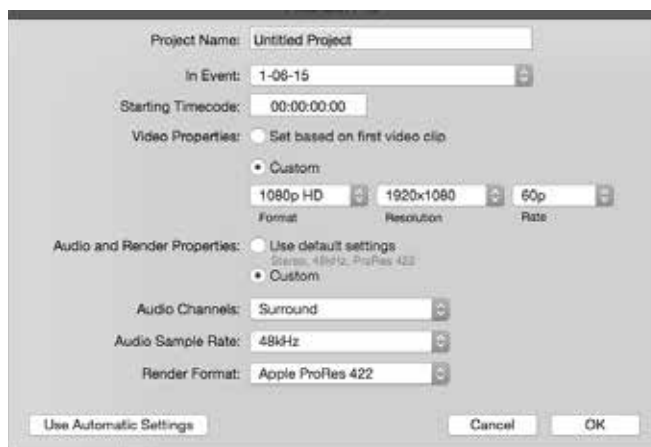 Project Name: Untitled Project
In Event: 1-06-15
Starting Timecode: 00:00:00:00
Video Properties: Set based on first video clip
Custom
1080p HD 1920x1080 60p
Format Resolution Rate
Audio and Render Properties: Use default settings
Stereo, 48kHz, ProRes 422
Custom
Audio Channels: Surround
Audio Sample Rate: 48kHz
Render Format: Apple ProRes 422
Use Automatic Settings Cancel OK